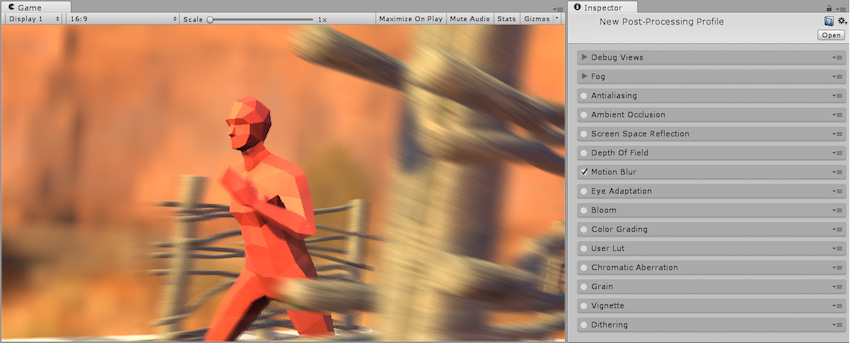 Game
Display 1
16:9
Scale
1x
Maximize On Play
Mute Audio
Stats
Gizmos
Inspector
New Post-Processing Profile
Open
Debug Views
Fog
Antialiasing
Ambient Occlusion
Screen Space Reflection
Depth Of Field
Motion Blur
Eye Adaptation
Bloom
Color Grading
User Lut
Chromatic Aberration
Grain
Vignette
Dithering